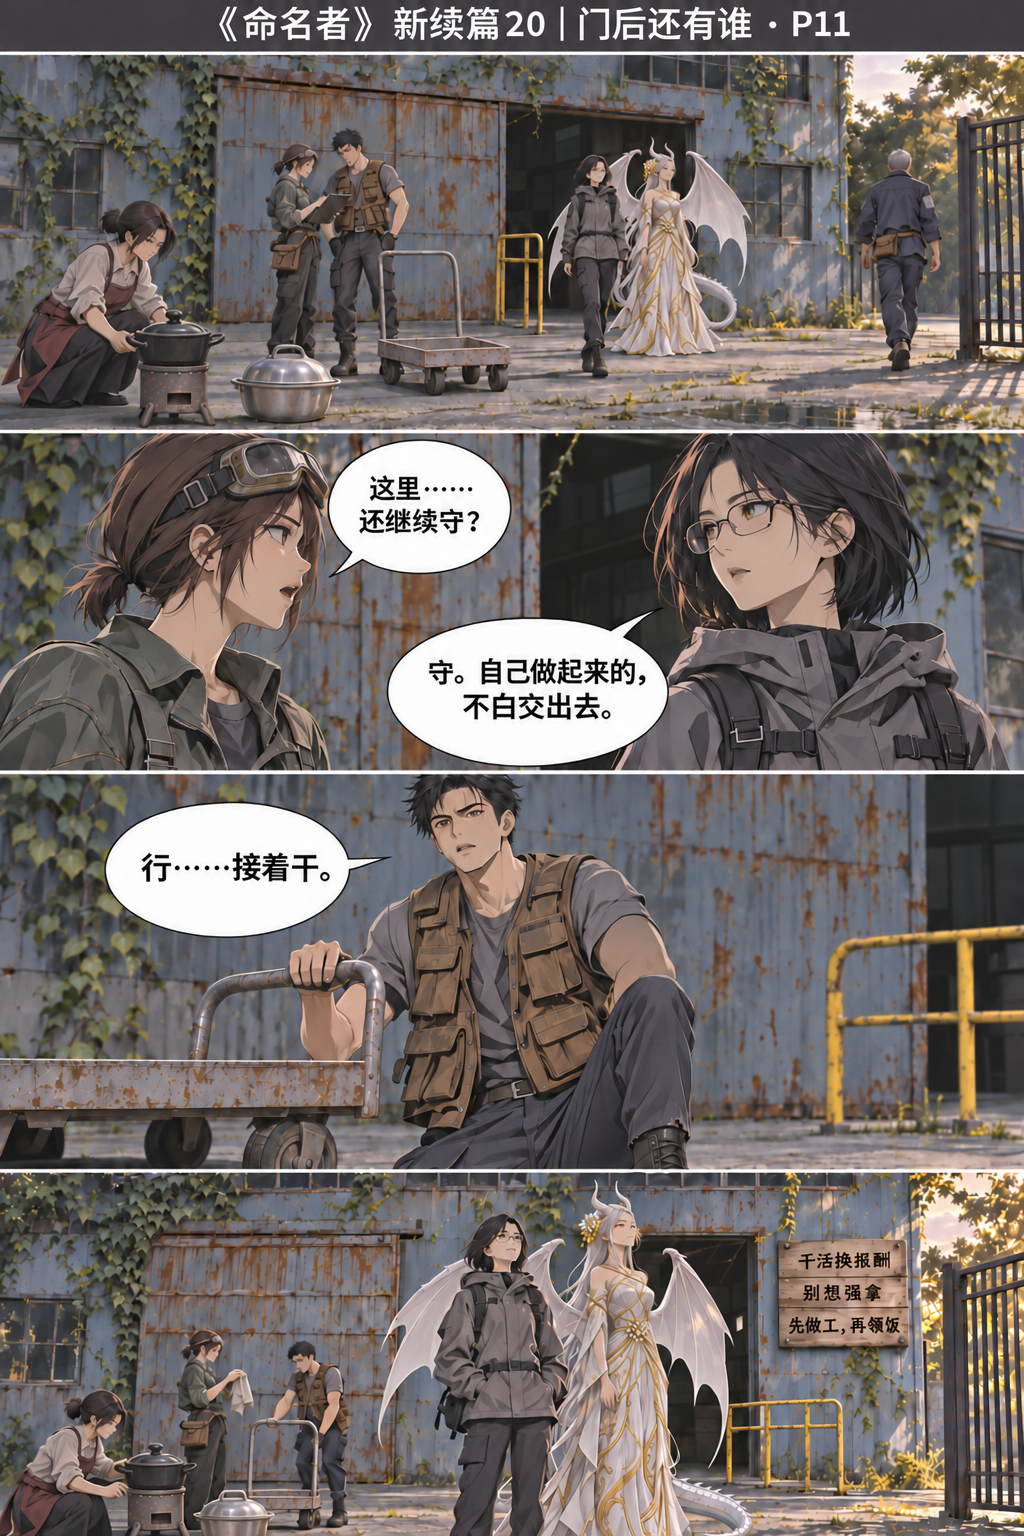 《命名者》新续篇20｜门后还有谁·P11
这里……
还继续守？
守。自己做起来的，
不白交出去。
行……接着干。
干活换报酬
别想强拿
先做工，再领饭